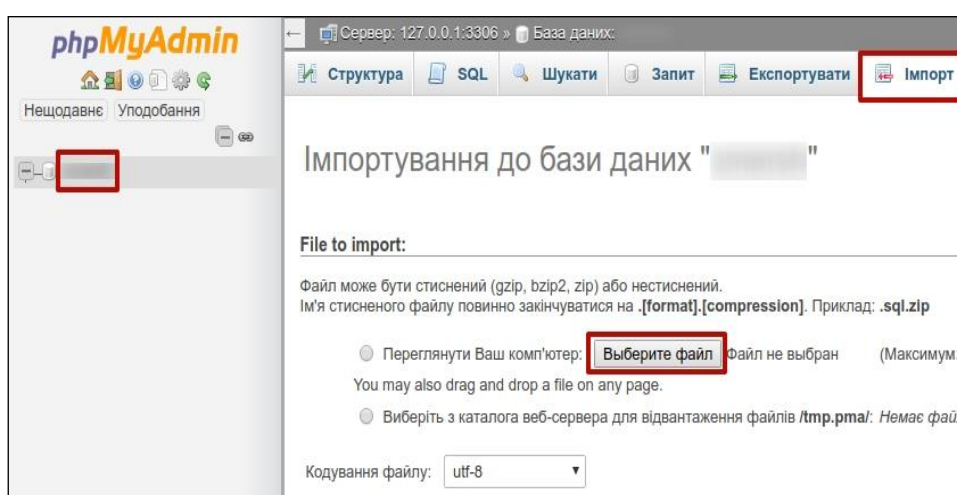 phpMyAdmin
Нещодавнє Уподобання
← Сервер: 127.0.0.1:3306 » База даних:
Структура SQL Шукати Запит Експортувати Імпорт
Імпортування до бази даних " "
File to import:
Файл може бути стиснений (gzip, bzip2, zip) або нестиснений.
Ім'я стисненого файлу повинно закінчуватися на .[format].[compression]. Приклад: .sql.zip
Переглянути Ваш комп'ютер: Выберите файл Файл не выбран (Максимум:
You may also drag and drop a file on any page.
Виберіть з каталога веб-сервера для відвантаження файлів /tmp.pma/: Немає
Кодування файлу: utf-8